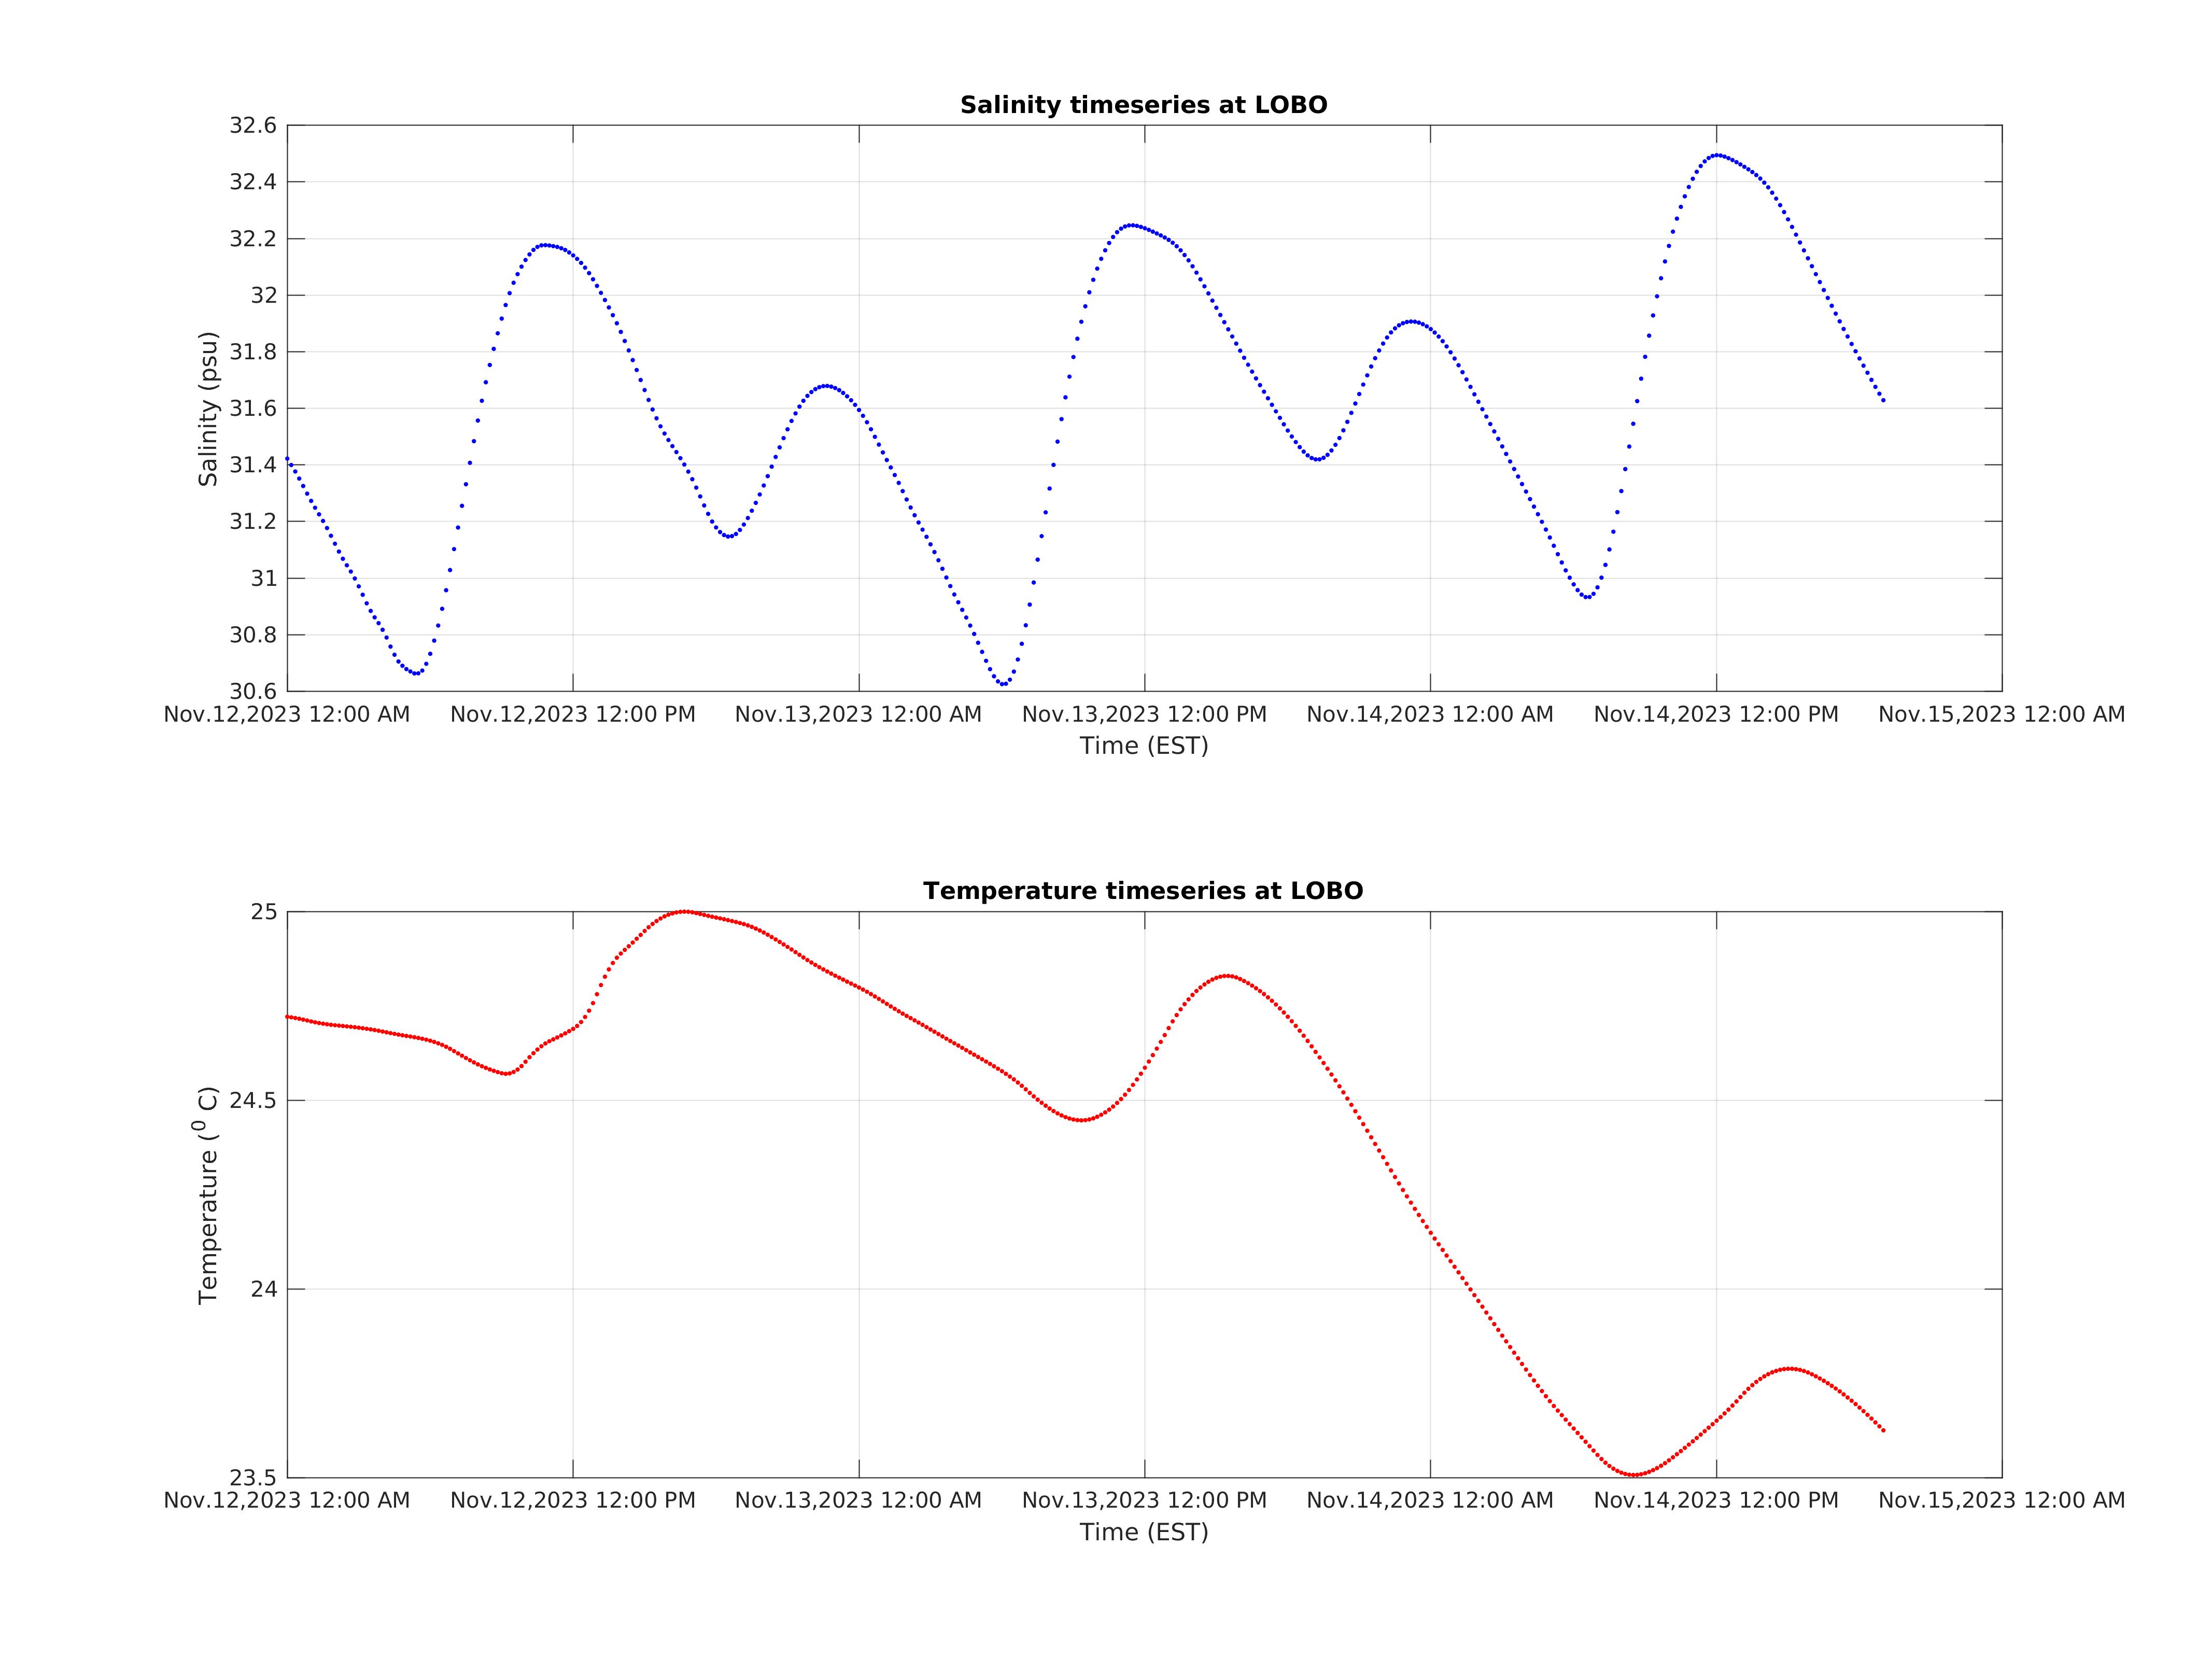 Salinity timeseries at LOBO
32.6
32.4
32.2
32
31.8
31.6
31.4
31.2
31
30.8
30.6
Salinity (psu)
Nov.12,2023 12:00 AM Nov.12,2023 12:00 PM Nov.13,2023 12:00 AM Nov.13,2023 12:00 PM Nov.14,2023 12:00 AM Nov.14,2023 12:00 PM Nov.15,2023 12:00 AM
Time (EST)
Temperature timeseries at LOBO
25
24.5
24
23.5
Temperature (⁰ C)
Nov.12,2023 12:00 AM Nov.12,2023 12:00 PM Nov.13,2023 12:00 AM Nov.13,2023 12:00 PM Nov.14,2023 12:00 AM Nov.14,2023 12:00 PM Nov.15,2023 12:00 AM
Time (EST)